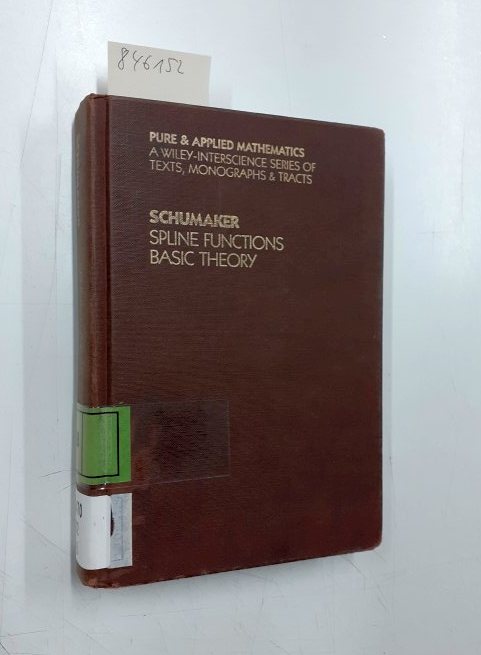 846152
PURE & APPLIED MATHEMATICS
A WILEY-INTERSCIENCE SERIES OF
TEXTS, MONOGRAPHS & TRACTS
SCHUMAKER
SPLINE FUNCTIONS
BASIC THEORY